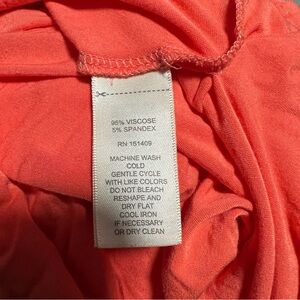 95% VISCOSE
5% SPANDEX
RN 151409
MACHINE WASH
COLD
GENTLE CYCLE
WITH LIKE COLORS
DO NOT BLEACH
RESHAPE AND
DRY FLAT
COOL IRON
IF NECESSARY
OR DRY CLEAN